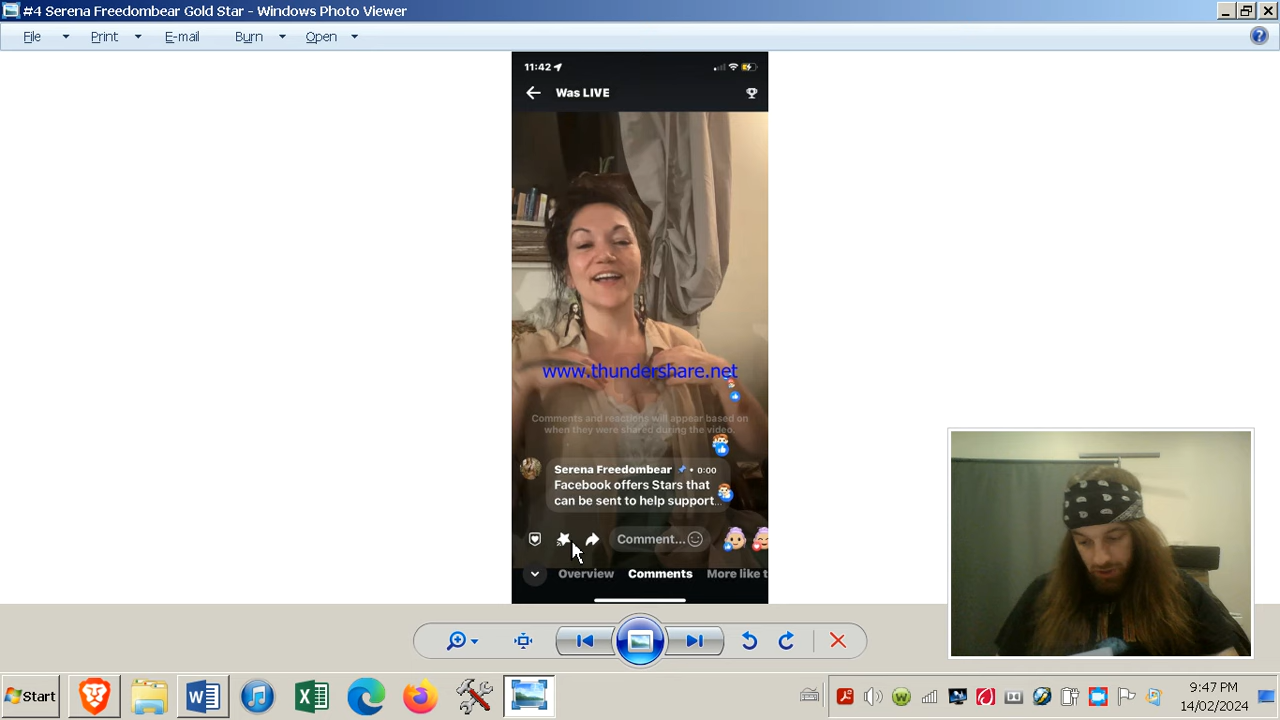 #4 Serena Freedombear Gold Star - Windows Photo Viewer
File Print E-mail Burn Open
11:42
Was LIVE
www.thundershare.net
Comments and reactions will appear based on
when they were shared during the video.
Serena Freedombear • 0:00
Facebook offers Stars that
can be sent to help support...
Comment...
Overview Comments More like t
Start
9:47 PM
14/02/2024